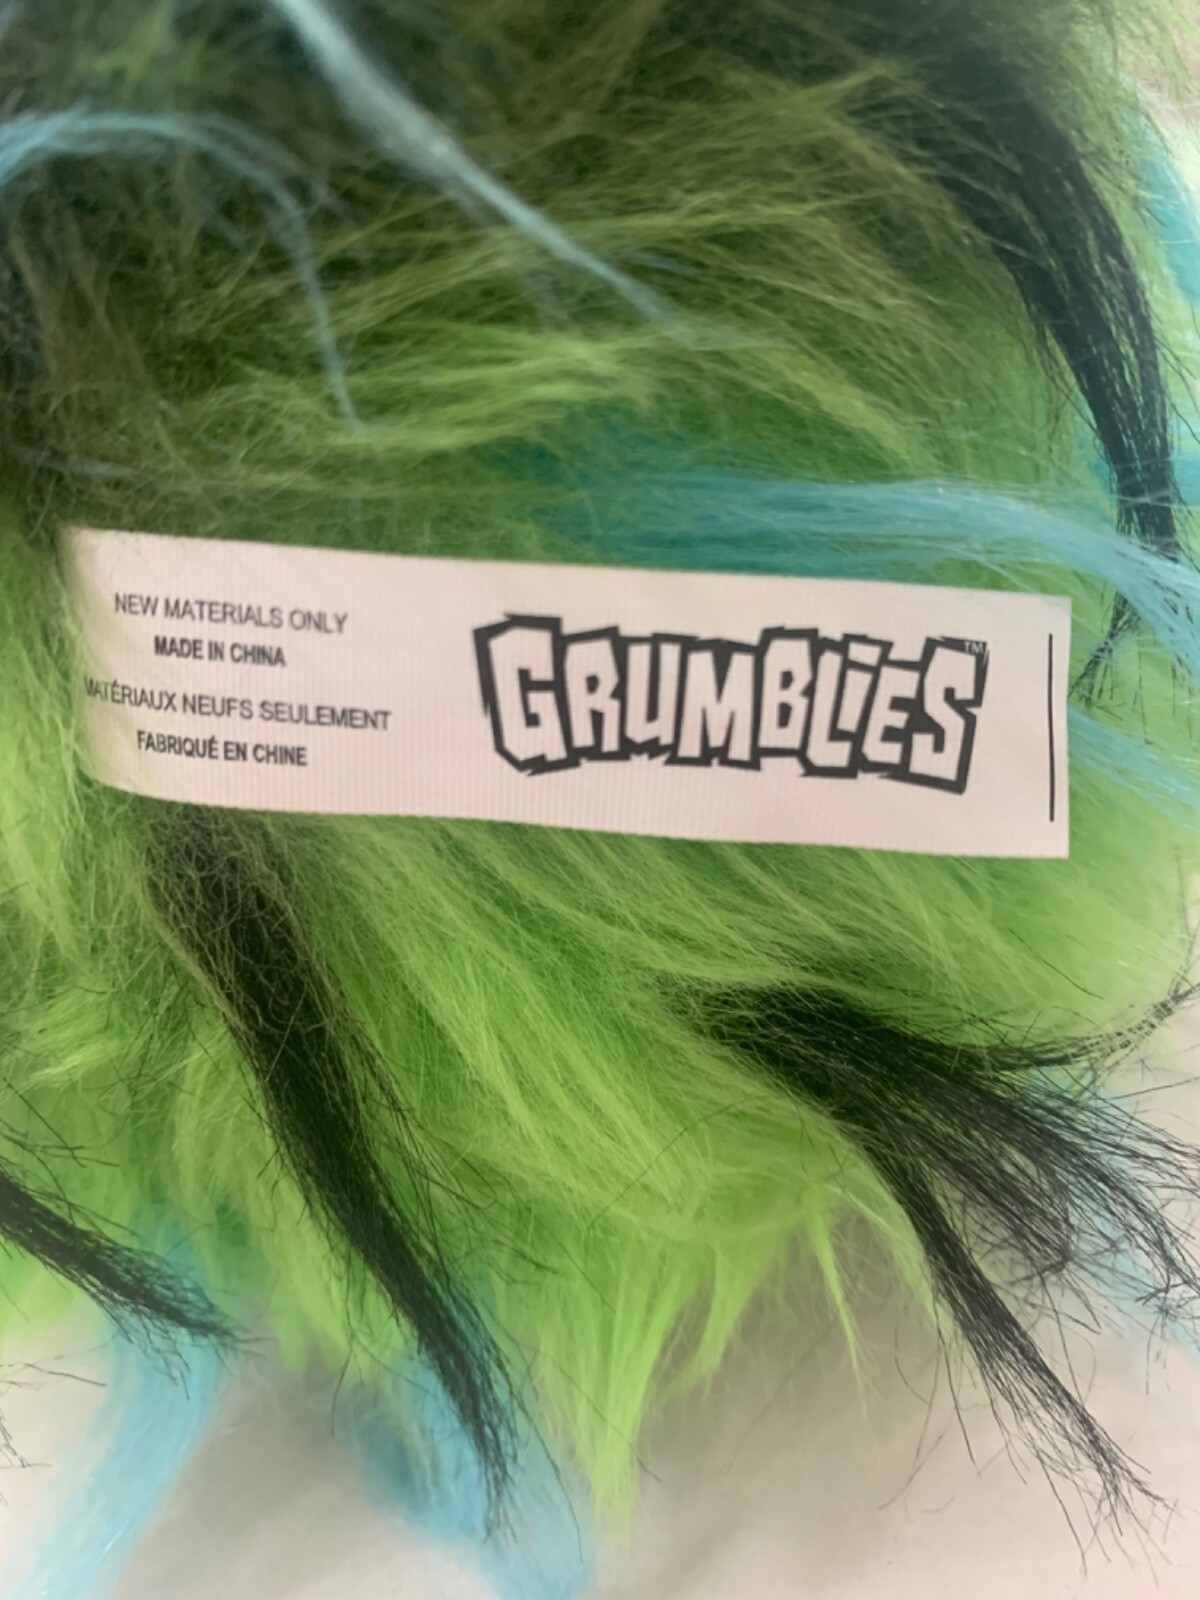 NEW MATERIALS ONLY
MADE IN CHINA
MATÉRIAUX NEUFS SEULEMENT
FABRIQUÉ EN CHINE
GRUMBLiES™